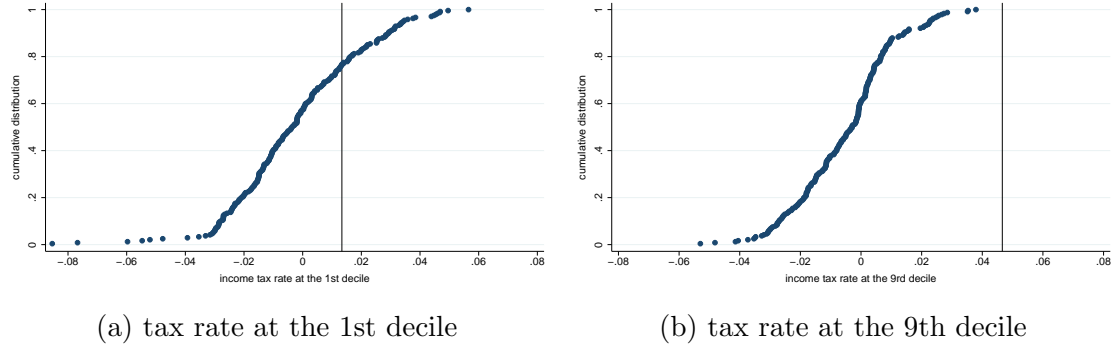 cumulative distribution
1
.8
.6
.4
.2
0
−.08 −.06 −.04 −.02 0 .02 .04 .06 .08
income tax rate at the 1st decile
(a) tax rate at the 1st decile
cumulative distribution
1
.8
.6
.4
.2
0
−.08 −.06 −.04 −.02 0 .02 .04 .06 .08
income tax rate at the 9rd decile
(b) tax rate at the 9th decile